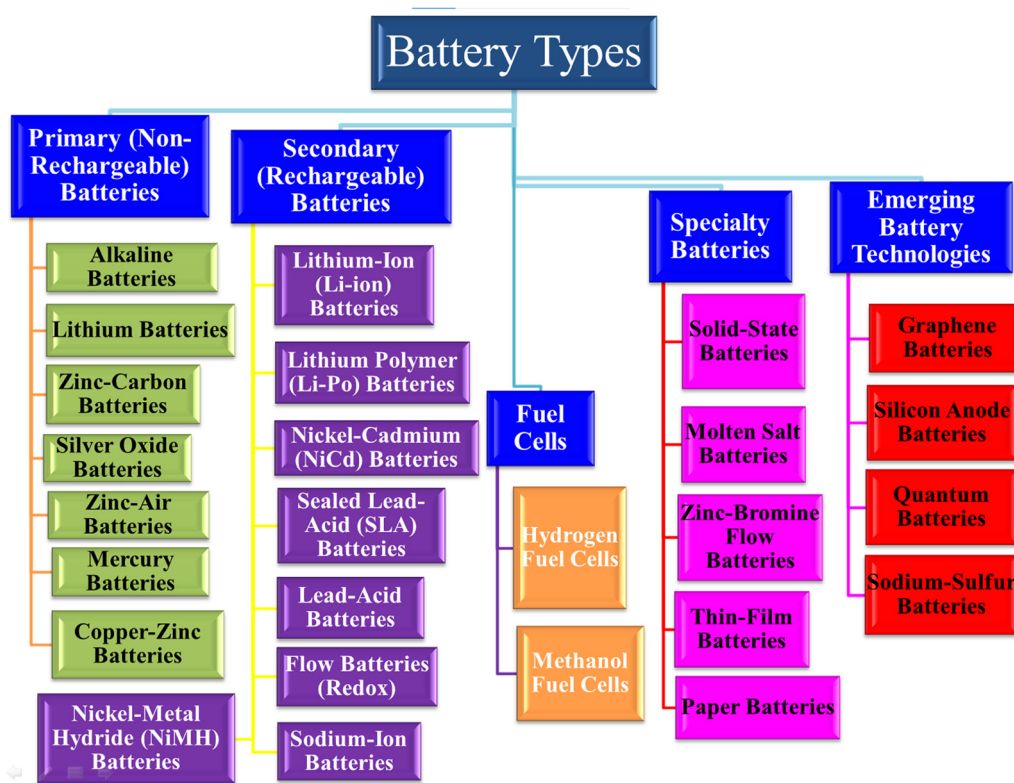 Battery Types
Primary (Non-
Rechargeable)
Batteries
Alkaline
Batteries
Lithium Batteries
Zinc-Carbon
Batteries
Silver Oxide
Batteries
Zinc-Air
Batteries
Mercury
Batteries
Copper-Zinc
Batteries
Secondary
(Rechargeable)
Batteries
Lithium-Ion
(Li-ion)
Batteries
Lithium Polymer
(Li-Po) Batteries
Nickel-Cadmium
(NiCd) Batteries
Sealed Lead-
Acid (SLA)
Batteries
Lead-Acid
Batteries
Flow Batteries
(Redox)
Nickel-Metal
Hydride (NiMH)
Batteries
Sodium-Ion
Batteries
Fuel
Cells
Hydrogen
Fuel Cells
Methanol
Fuel Cells
Specialty
Batteries
Solid-State
Batteries
Molten Salt
Batteries
Zinc-Bromine
Flow
Batteries
Thin-Film
Batteries
Paper Batteries
Emerging
Battery
Technologies
Graphene
Batteries
Silicon Anode
Batteries
Quantum
Batteries
Sodium-Sulfur
Batteries